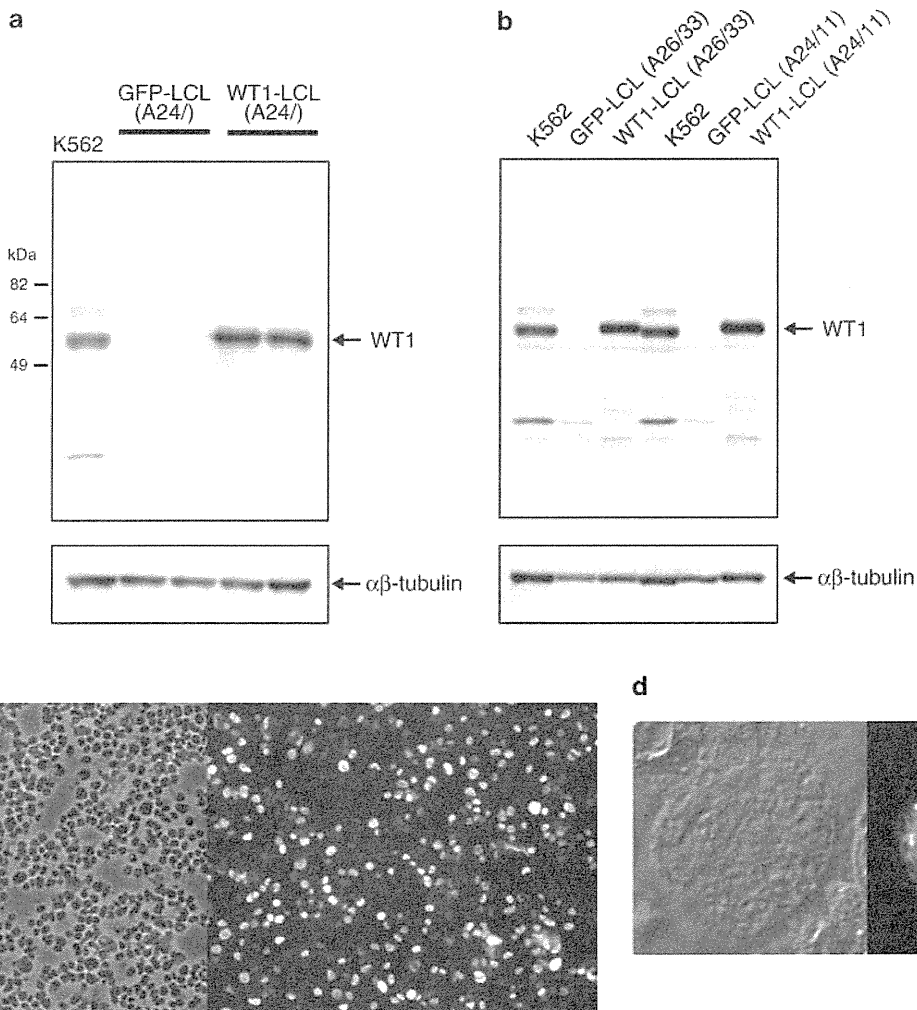 a
GFP-LCL
(A24/)
WT1-LCL
(A24/)
K562
kDa
82
64
49
WT1
αβ-tubulin
b
K562
GFP-LCL (A26/33)
WT1-LCL (A26/33)
K562
GFP-LCL (A24/11)
WT1-LCL (A24/11)
WT1
αβ-tubulin
d